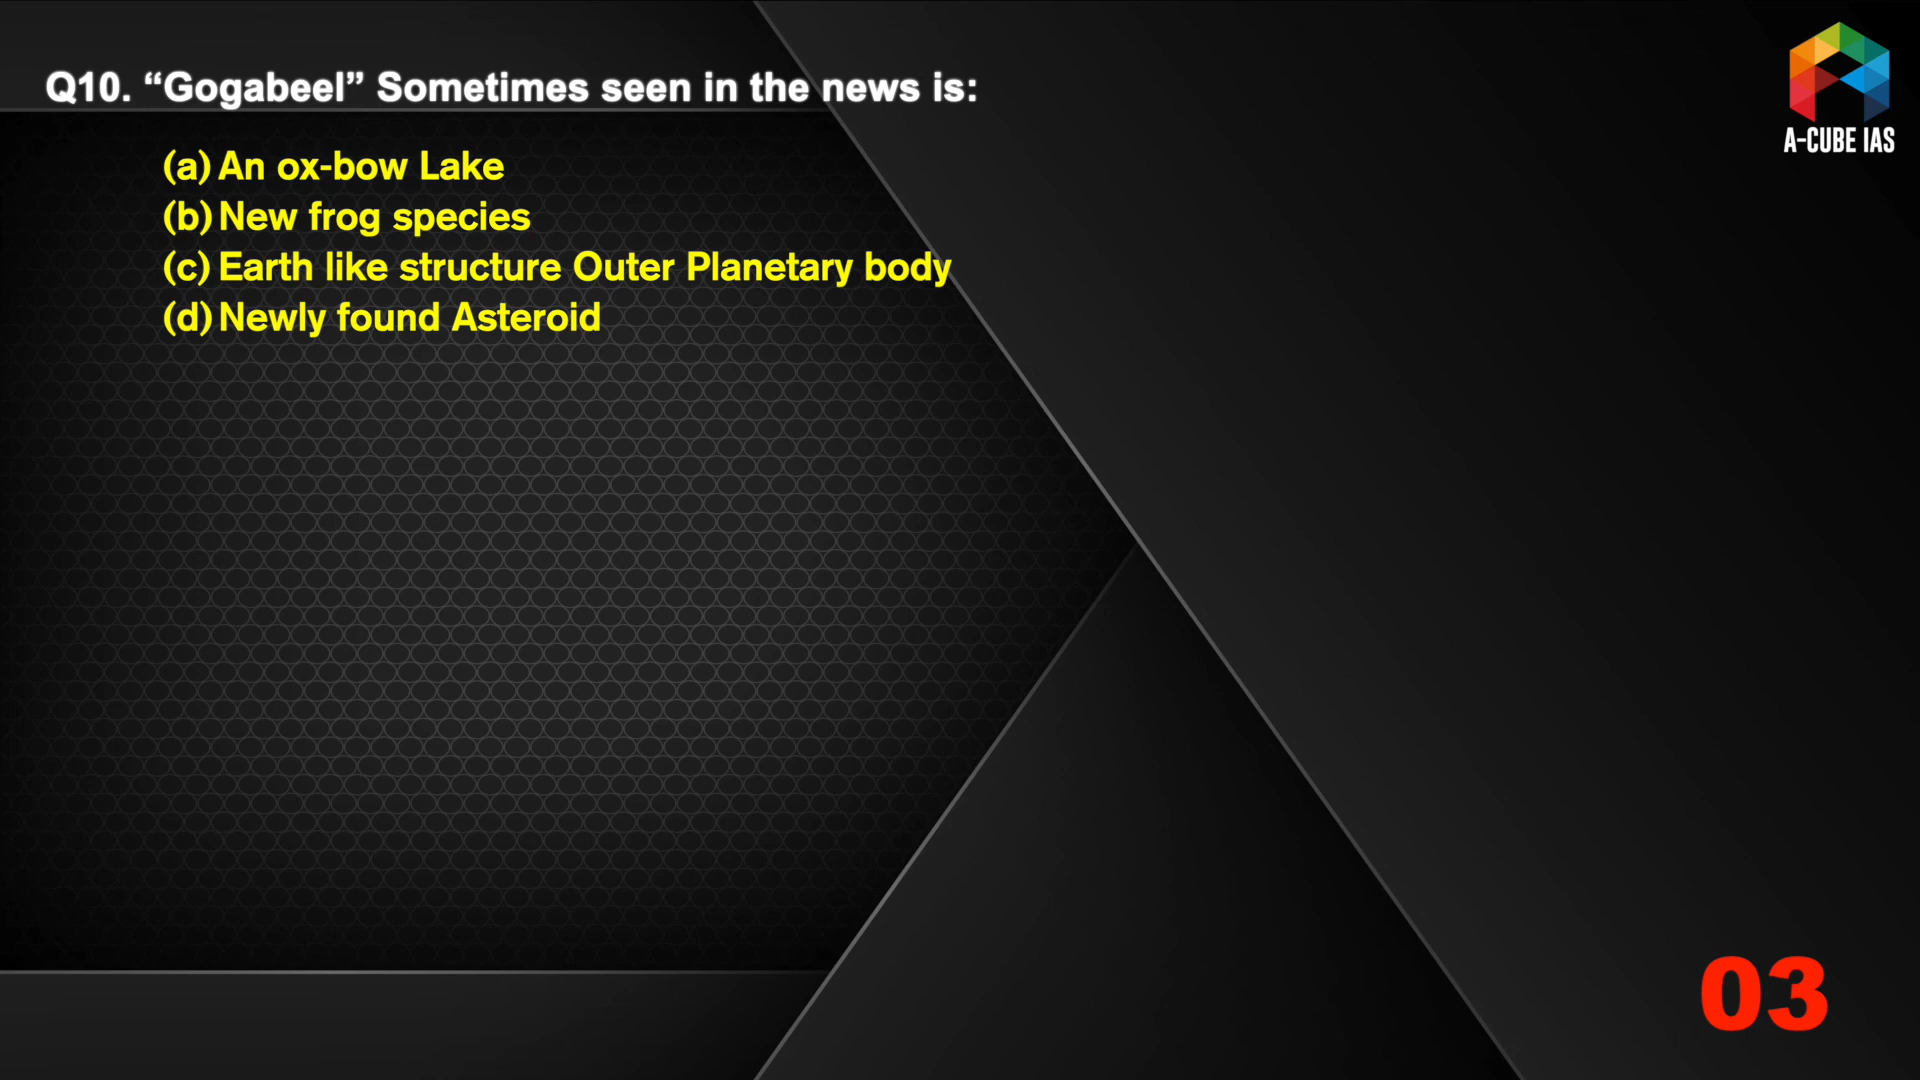 Q10. “Gogabeel” Sometimes seen in the news is:
(a) An ox-bow Lake
(b) New frog species
(c) Earth like structure Outer Planetary body
(d) Newly found Asteroid
A-CUBE IAS
03